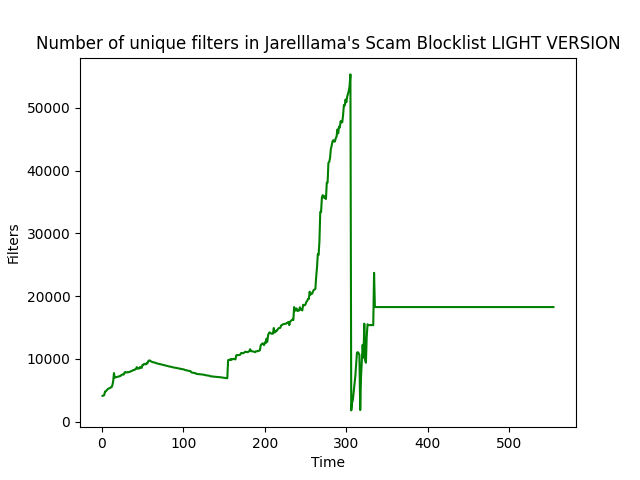 Number of unique filters in Jarelllama's Scam Blocklist LIGHT VERSION
50000
40000
30000
20000
10000
0
Filters
0 100 200 300 400 500
Time